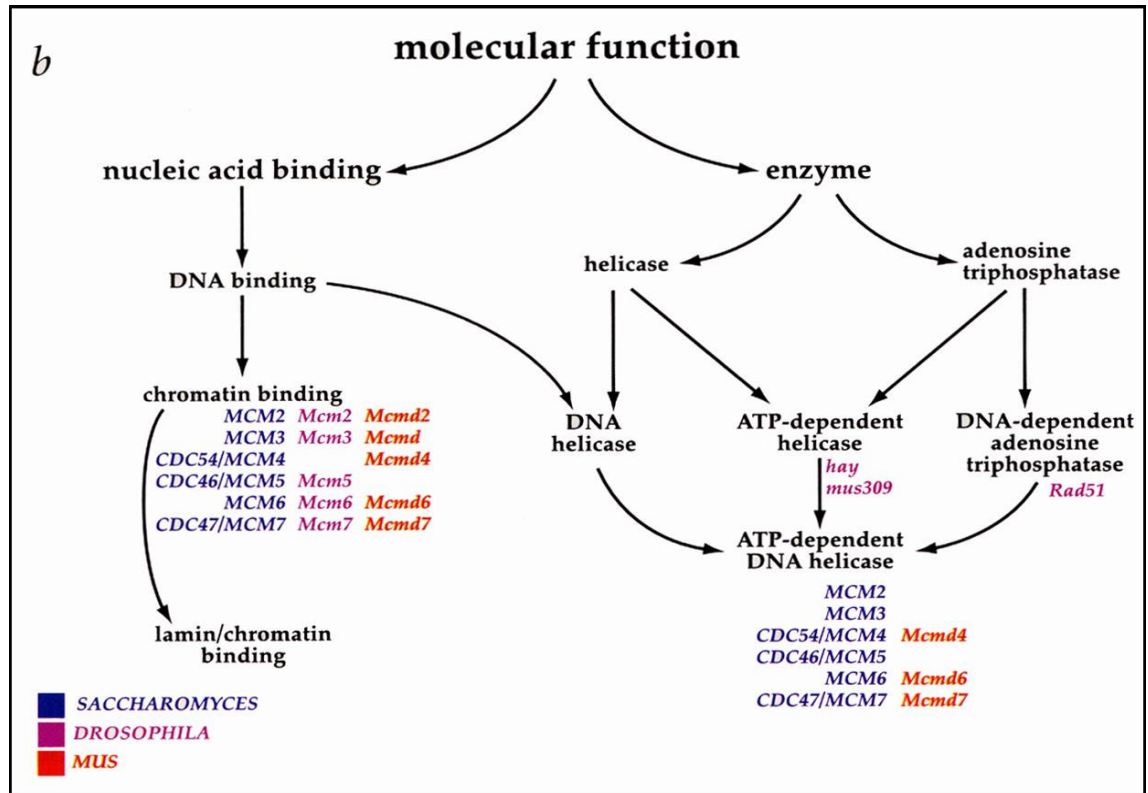 b
molecular function
nucleic acid binding
enzyme
DNA binding
helicase
adenosine
triphosphatase
chromatin binding
MCM2 Mcm2 Mcmd2
MCM3 Mcm3 Mcmd
CDC54/MCM4 Mcmd4
CDC46/MCM5 Mcm5
MCM6 Mcm6 Mcmd6
CDC47/MCM7 Mcm7 Mcmd7
DNA
helicase
ATP-dependent
helicase
hay
mus309
DNA-dependent
adenosine
triphosphatase
Rad51
ATP-dependent
DNA helicase
MCM2
MCM3
CDC54/MCM4 Mcmd4
CDC46/MCM5
MCM6 Mcmd6
CDC47/MCM7 Mcmd7
lamin/chromatin
binding
SACCHAROMYCES
DROSOPHILA
MUS